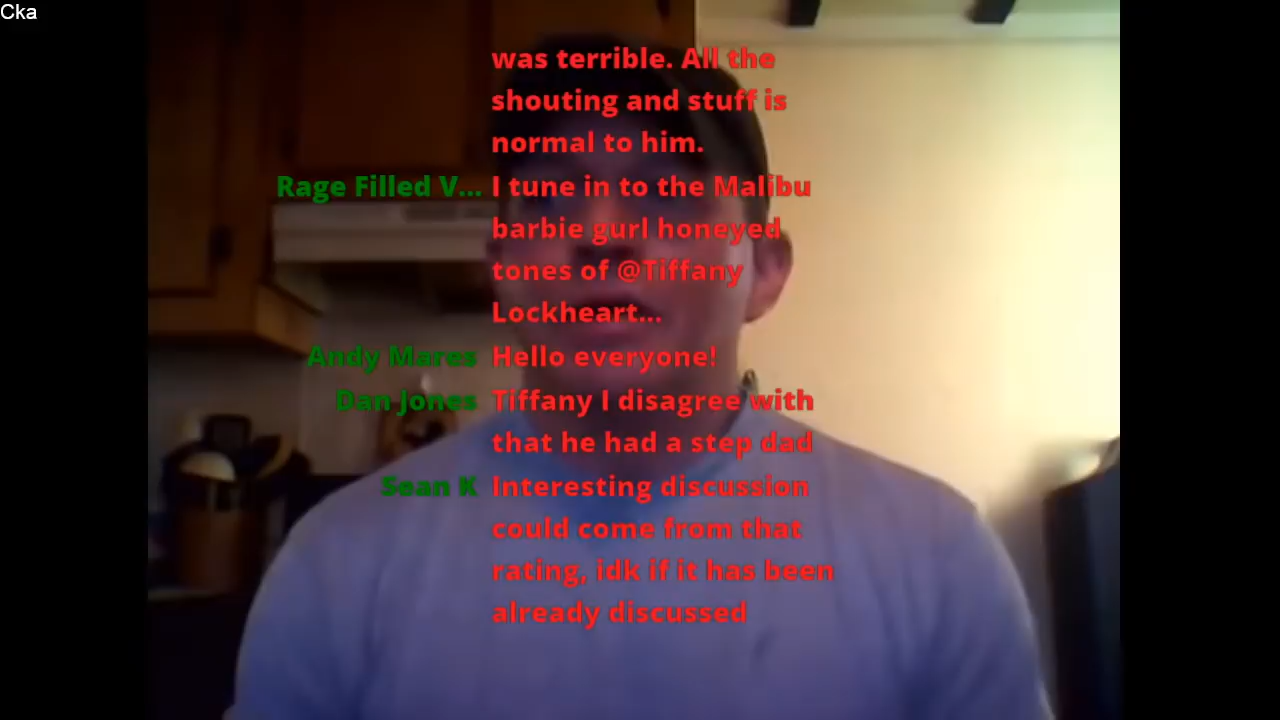 Cka
was terrible. All the
shouting and stuff is
normal to him.
Rage Filled V... I tune in to the Malibu
barbie gurl honeyed
tones of @Tiffany
Lockheart...
Andy Mares Hello everyone!
Dan Jones Tiffany I disagree with
that he had a step dad
Sean K Interesting discussion
could come from that
rating, idk if it has been
already discussed